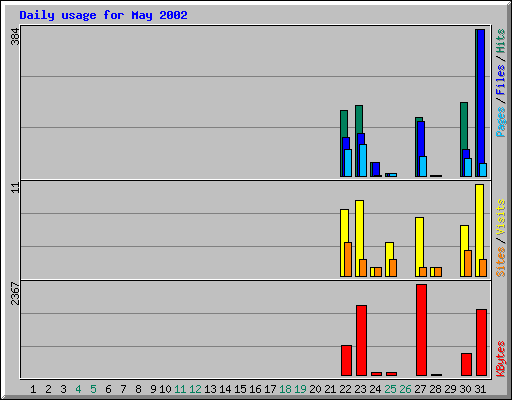 Daily usage for May 2002
384
Pages / Files / Hits
11
Sites / Visits
2367
KBytes
1 2 3 4 5 6 7 8 9 10 11 12 13 14 15 16 17 18 19 20 21 22 23 24 25 26 27 28 29 30 31